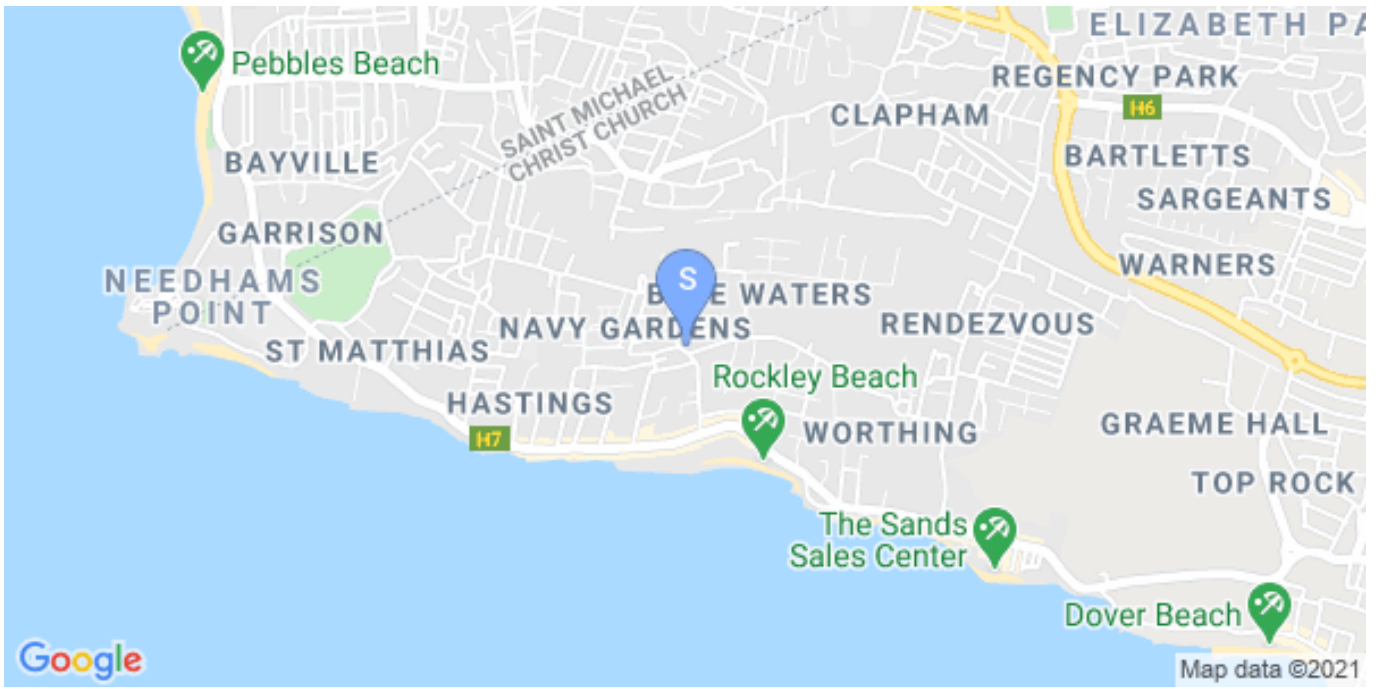 ELIZABETH PA
Pebbles Beach
REGENCY PARK
SAINT MICHAEL
CHRIST CHURCH
H6
CLAPHAM
BAYVILLE
BARTLETTS
SARGEANTS
GARRISON
WARNERS
NEEDHAMS
POINT
S
WATERS
NAVY GARDENS
RENDEZVOUS
ST MATTHIAS
Rockley Beach
HASTINGS
H7
WORTHING
GRAEME HALL
TOP ROCK
The Sands
Sales Center
Dover Beach
Google
Map data ©2021